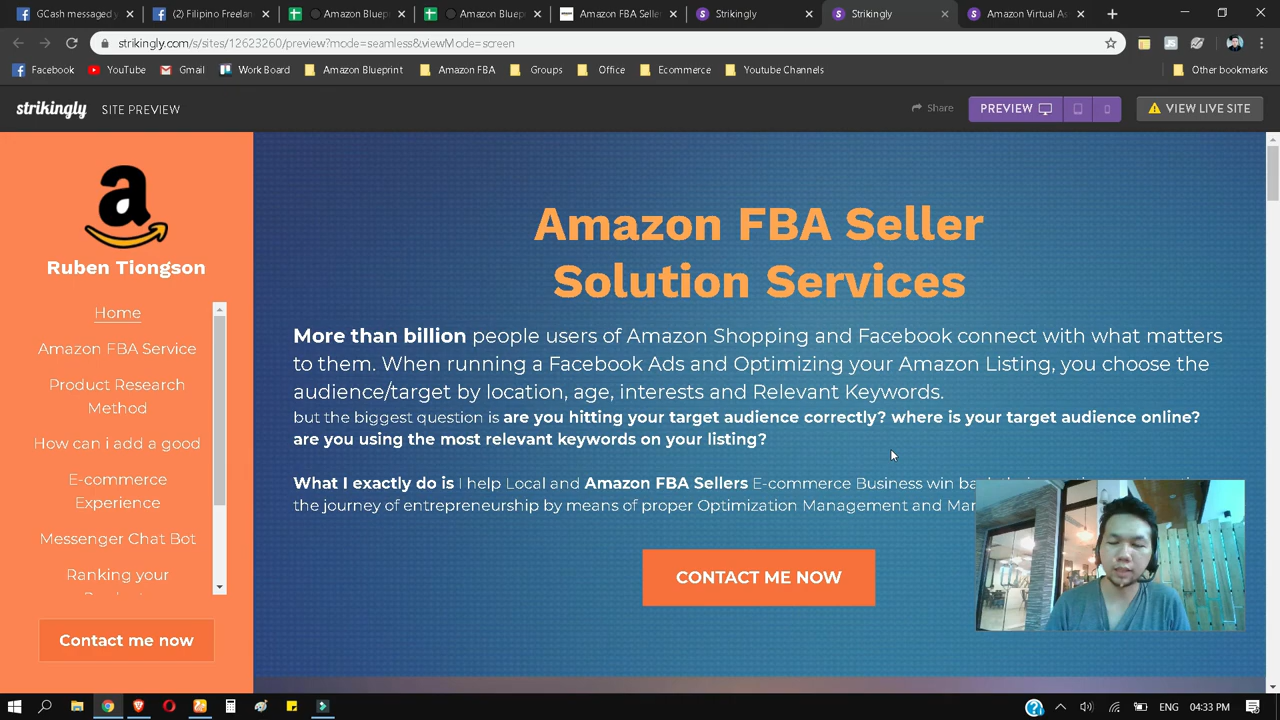 GCash messaged y
(2) Filipino Freelan
Amazon Bluep
Amazon Bluep
Amazon FBA Selle
Strikingly
Strikingly
Amazon Virtual As
strikingly.com/s/sites/12623260/preview?mode=seamless&viewMode=screen
Facebook
YouTube
Gmail
Work Board
Amazon Blueprint
Amazon FBA
Groups
Office
Ecommerce
Youtube Channels
Other bookmarks
strikingly
SITE PREVIEW
Share
PREVIEW
VIEW LIVE SITE
a
Ruben Tiongson
Home
Amazon FBA Service
Product Research
Method
How can i add a good
E-commerce
Experience
Messenger Chat Bot
Ranking your
Contact me now
Amazon FBA Seller
Solution Services
More than billion people users of Amazon Shopping and Facebook connect with what matters
to them. When running a Facebook Ads and Optimizing your Amazon Listing, you choose the
audience/target by location, age, interests and Relevant Keywords.
but the biggest question is are you hitting your target audience correctly? where is your target audience online?
are you using the most relevant keywords on your listing?
What I exactly do is I help Local and Amazon FBA Sellers E-commerce Business win
the journey of entrepreneurship by means of proper Optimization Management and
CONTACT ME NOW
ENG
04:33 PM